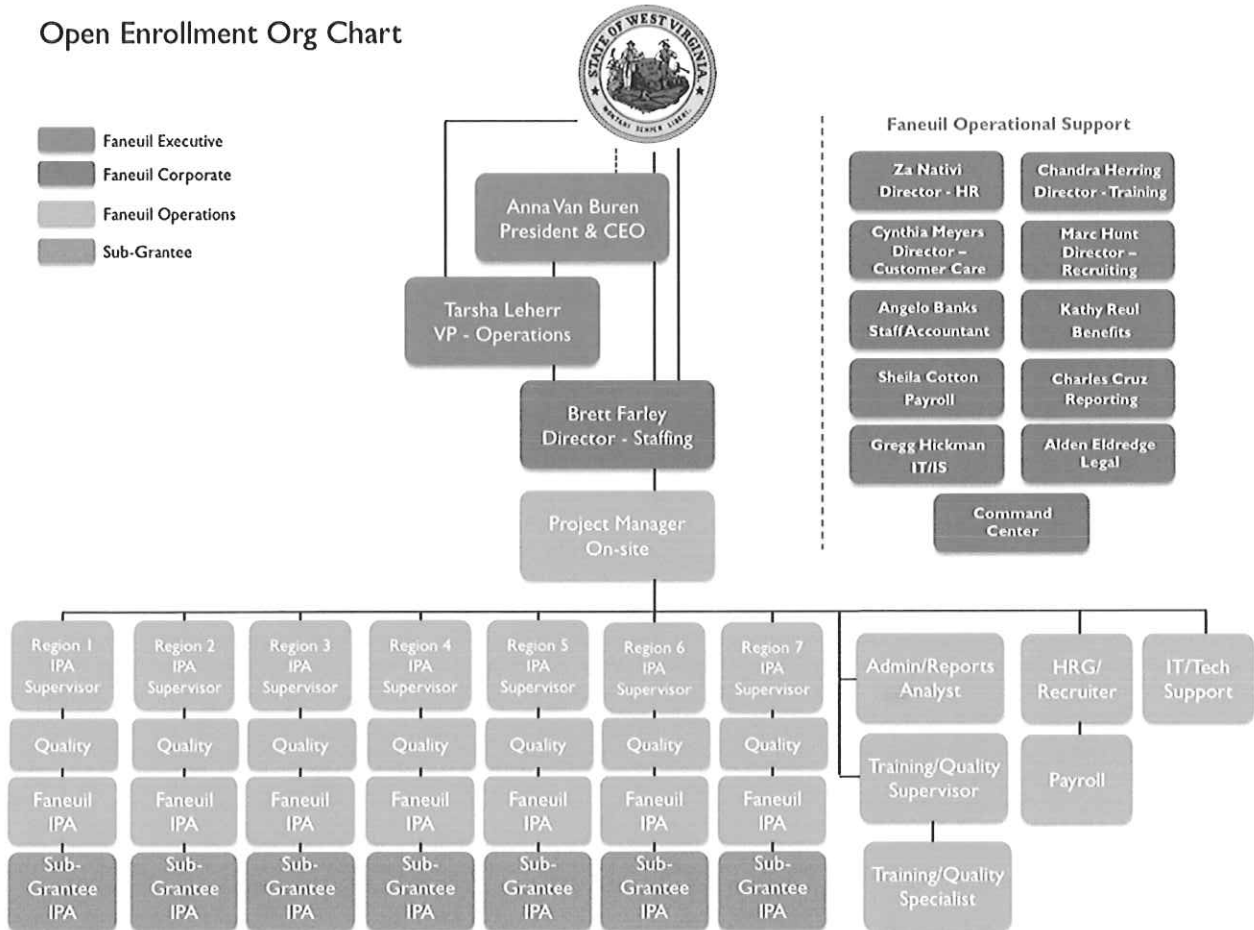 Open Enrollment Org Chart
STATE OF WEST VIRGINIA
MONTANI SEMPER LIBERI
Faneuil Executive
Faneuil Corporate
Faneuil Operations
Sub-Grantee
Anna Van Buren
President & CEO
Tarsha Leherr
VP - Operations
Brett Farley
Director - Staffing
Project Manager
On-site
Faneuil Operational Support
Za Nativi
Director - HR
Chandra Herring
Director - Training
Cynthia Meyers
Director –
Customer Care
Marc Hunt
Director –
Recruiting
Angelo Banks
Staff Accountant
Kathy Reul
Benefits
Sheila Cotton
Payroll
Charles Cruz
Reporting
Gregg Hickman
IT/IS
Alden Eldredge
Legal
Command
Center
Region 1
IPA
Supervisor
Region 2
IPA
Supervisor
Region 3
IPA
Supervisor
Region 4
IPA
Supervisor
Region 5
IPA
Supervisor
Region 6
IPA
Supervisor
Region 7
IPA
Supervisor
Admin/Reports
Analyst
HRG/
Recruiter
IT/Tech
Support
Quality
Quality
Quality
Quality
Quality
Quality
Quality
Training/Quality
Supervisor
Payroll
Faneuil
IPA
Faneuil
IPA
Faneuil
IPA
Faneuil
IPA
Faneuil
IPA
Faneuil
IPA
Faneuil
IPA
Sub-
Grantee
IPA
Sub-
Grantee
IPA
Sub-
Grantee
IPA
Sub-
Grantee
IPA
Sub-
Grantee
IPA
Sub-
Grantee
IPA
Sub-
Grantee
IPA
Training/Quality
Specialist